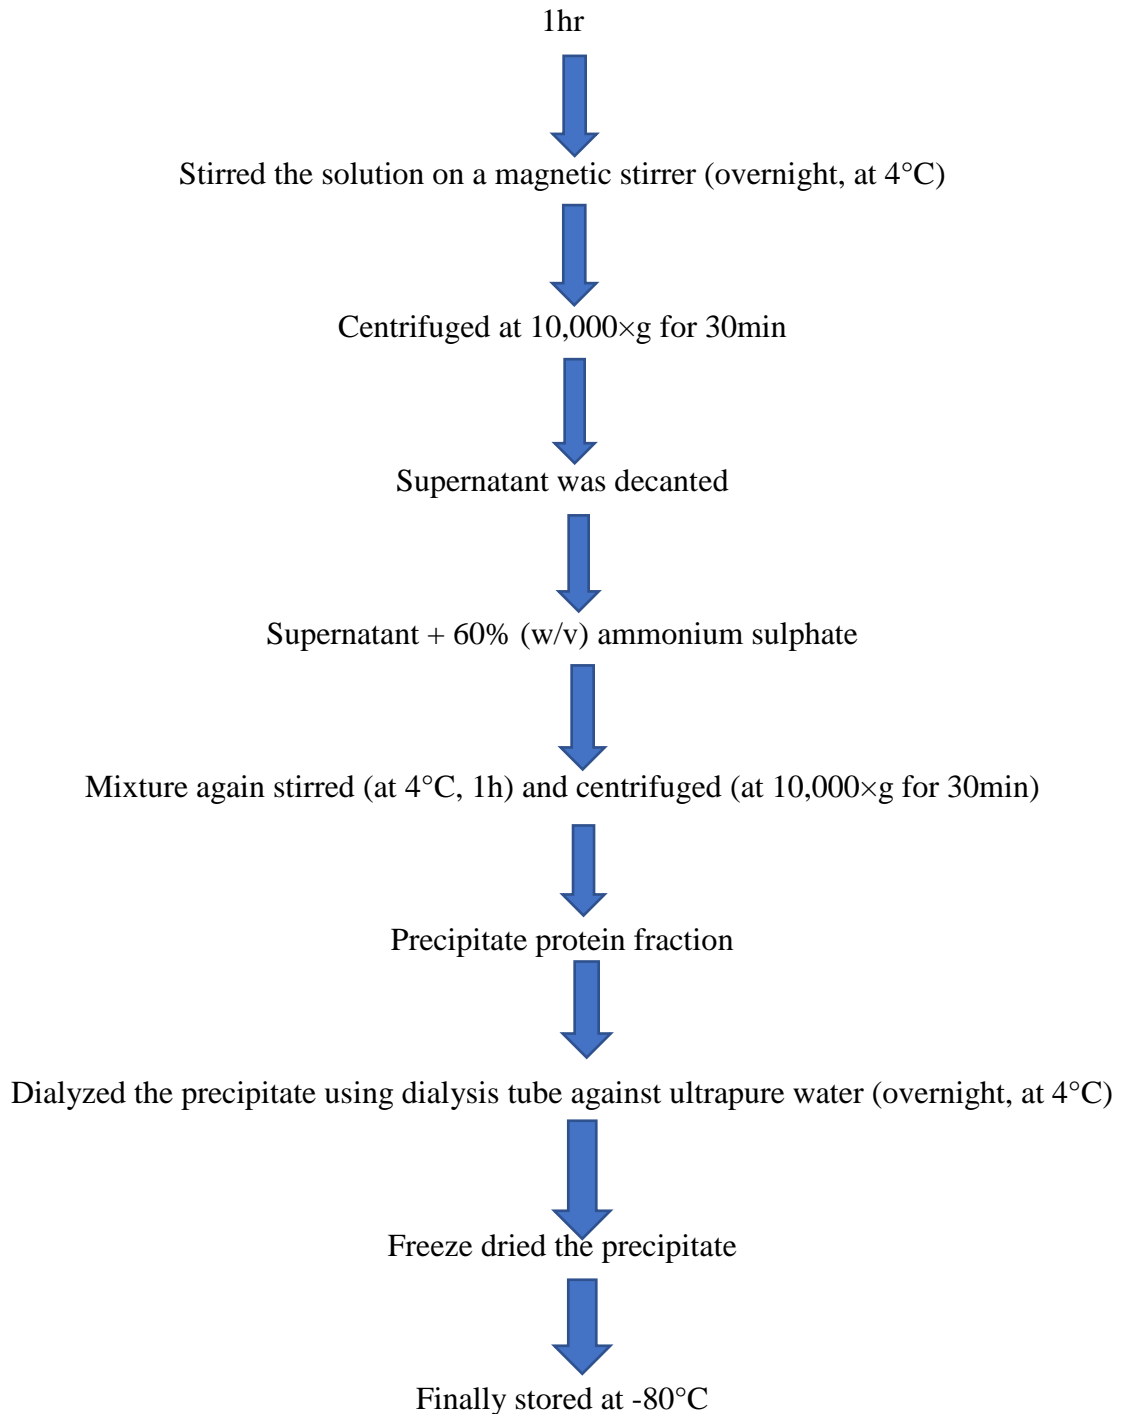 1hr
Stirred the solution on a magnetic stirrer (overnight, at 4°C)
Centrifuged at 10,000×g for 30min
Supernatant was decanted
Supernatant + 60% (w/v) ammonium sulphate
Mixture again stirred (at 4°C, 1h) and centrifuged (at 10,000×g for 30min)
Precipitate protein fraction
Dialyzed the precipitate using dialysis tube against ultrapure water (overnight, at 4°C)
Freeze dried the precipitate
Finally stored at -80°C